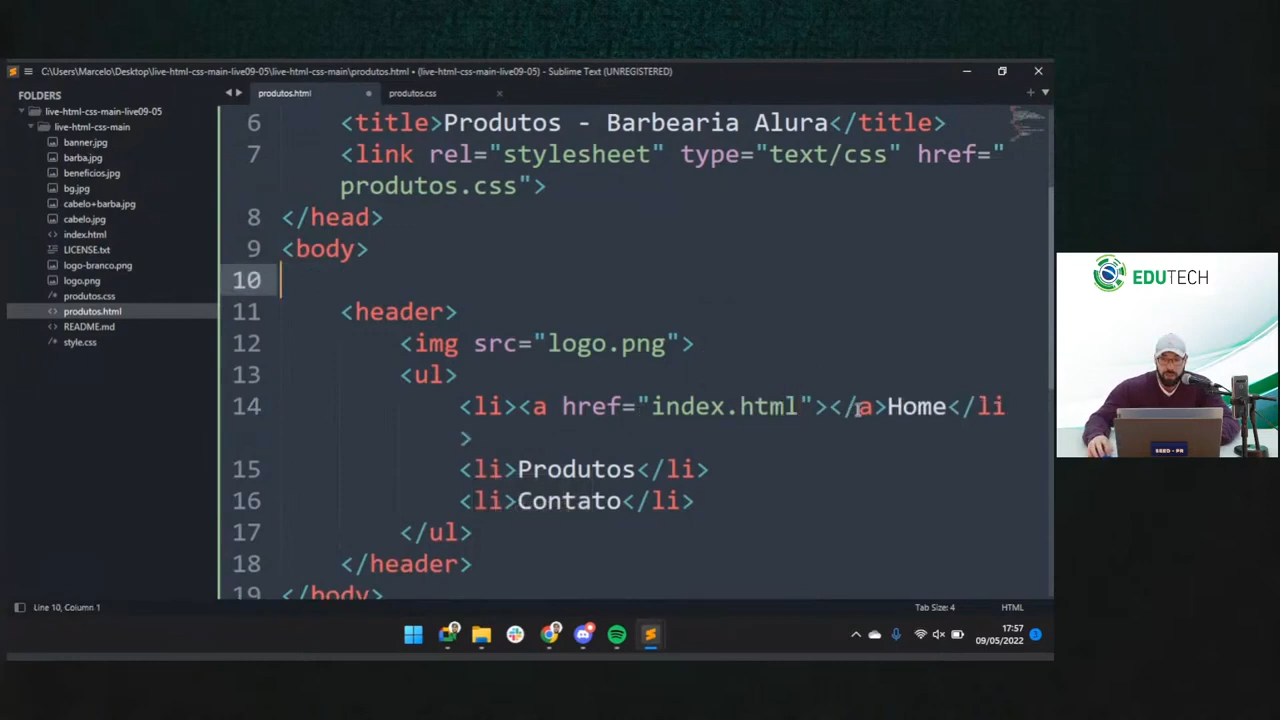 C:\Users\Marcelo\Desktop\live-html-css-main-live09-05\live-html-css-main\produtos.html • (live-html-css-main-live09-05) - Sublime Text (UNREGISTERED)
FOLDERS
live-html-css-main-live09-05
live-html-css-main
banner.jpg
barba.jpg
beneficios.jpg
bg.jpg
cabelo+barba.jpg
cabelo.jpg
index.html
LICENSE.txt
logo-branco.png
logo.png
produtos.css
produtos.html
README.md
style.css
produtos.html
produtos.css
6 <title>Produtos - Barbearia Alura</title>
7 <link rel="stylesheet" type="text/css" href="
produtos.css">
8 </head>
9 <body>
10
11 <header>
12 <img src="logo.png">
13 <ul>
14 <li><a href="index.html"></a>Home</li
>
15 <li>Produtos</li>
16 <li>Contato</li>
17 </ul>
18 </header>
19 </body>
Line 10, Column 1
Tab Size: 4
HTML
17:57
09/05/2022
1
EDUTECH
SEED - PR